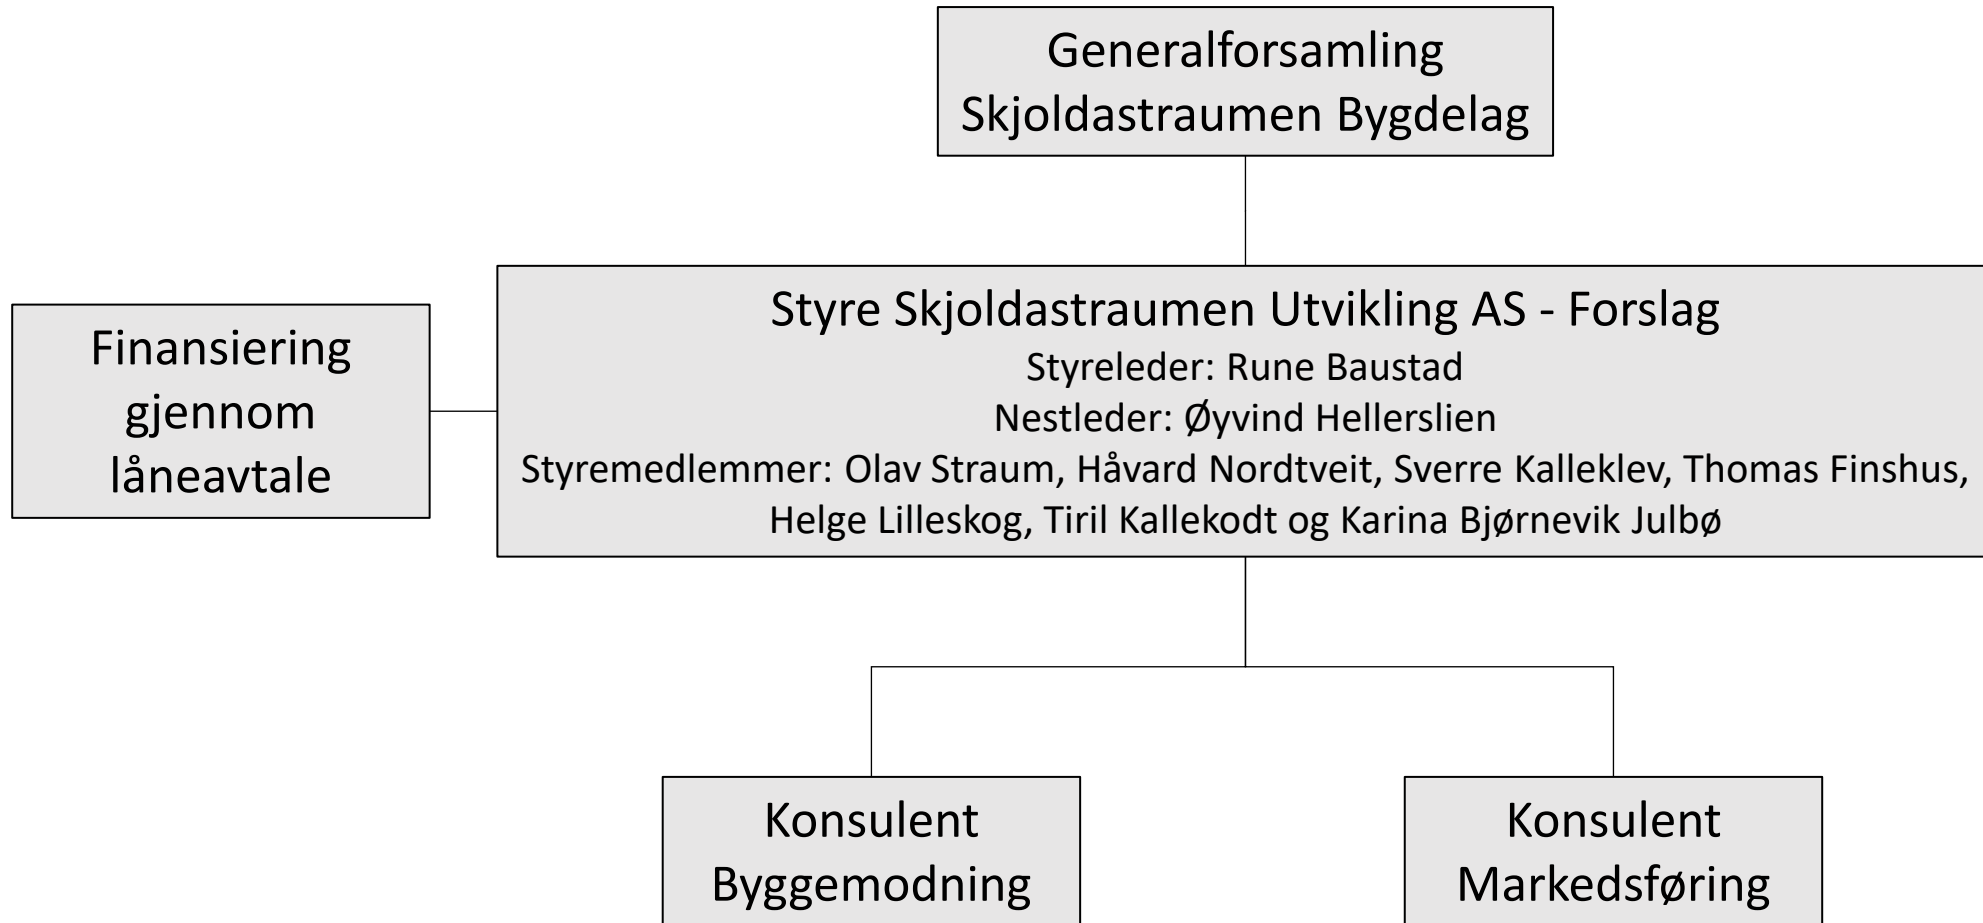 Generalforsamling
Skjoldastraumen Bygdelag
Finansiering
gjennom
låneavtale
Styre Skjoldastraumen Utvikling AS - Forslag
Styreleder: Rune Baustad
Nestleder: Øyvind Hellerslien
Styremedlemmer: Olav Straum, Håvard Nordtveit, Sverre Kalleklev, Thomas Finshus,
Helge Lilleskog, Tiril Kallekodt og Karina Bjørnevik Julbø
Konsulent
Byggemodning
Konsulent
Markedsføring